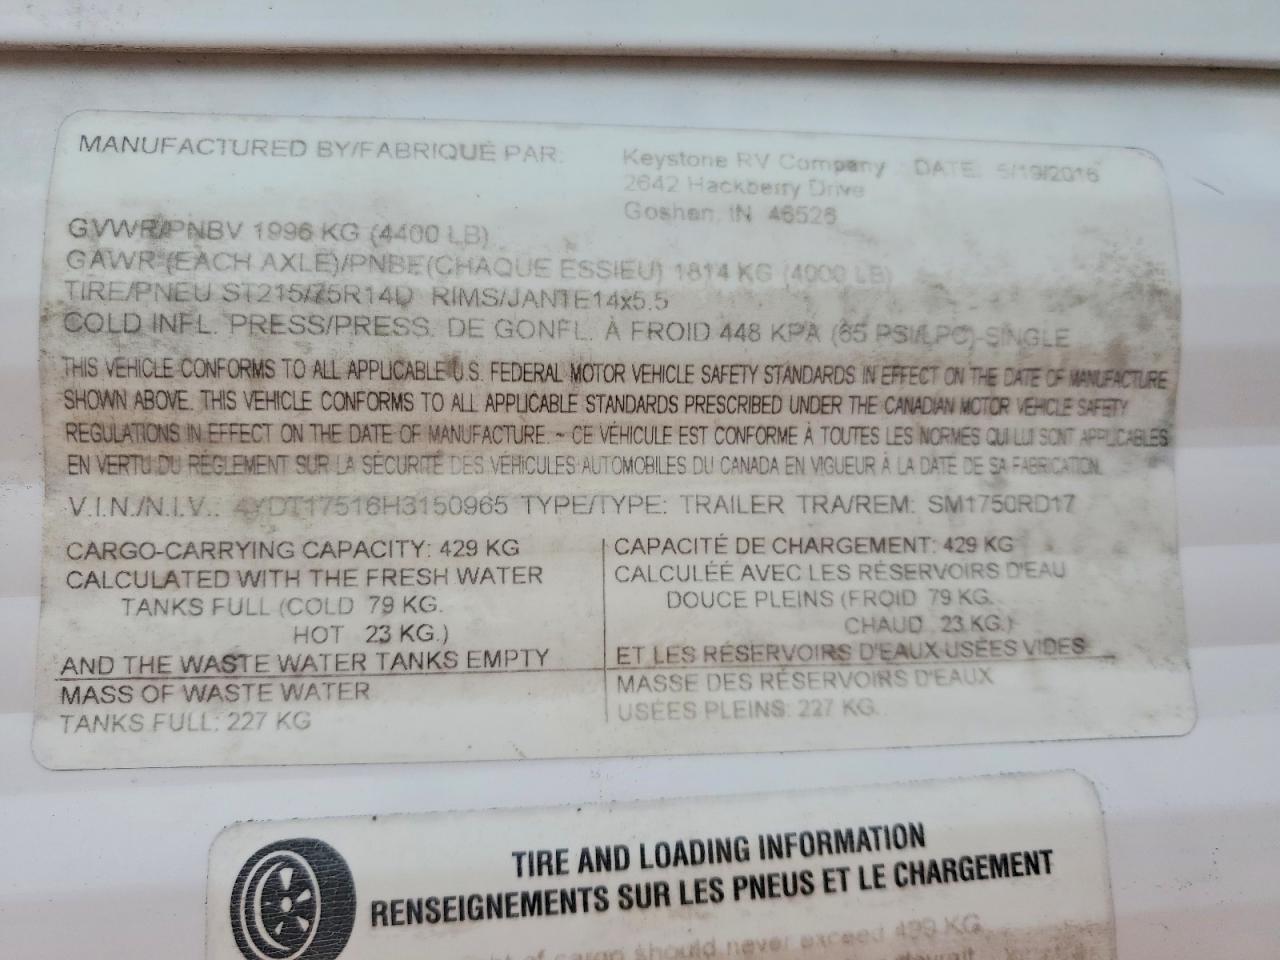 MANUFACTURED BY/FABRIQUÉ PAR: Keystone RV Company DATE: 5/19/2016
2642 Hackberry Drive
Goshen, IN 46526
GVWR/PNBV 1996 KG (4400 LB)
GAWR (EACH AXLE)/PNBE(CHAQUE ESSIEU) 1814 KG (4000 LB)
TIRE/PNEU ST215/75R14D RIMS/JANTE14x5.5
COLD INFL. PRESS/PRESS. DE GONFL. À FROID 448 KPA (65 PSI/LPC) SINGLE
THIS VEHICLE CONFORMS TO ALL APPLICABLE U.S. FEDERAL MOTOR VEHICLE SAFETY STANDARDS IN EFFECT ON THE DATE OF MANUFACTURE
SHOWN ABOVE. THIS VEHICLE CONFORMS TO ALL APPLICABLE STANDARDS PRESCRIBED UNDER THE CANADIAN MOTOR VEHICLE SAFETY
REGULATIONS IN EFFECT ON THE DATE OF MANUFACTURE. ~ CE VÉHICULE EST CONFORME À TOUTES LES NORMES QUI LUI SONT APPLICABLES
EN VERTU DU RÈGLEMENT SUR LA SÉCURITÉ DES VÉHICULES AUTOMOBILES DU CANADA EN VIGUEUR À LA DATE DE SA FABRICATION.
V.I.N./N.I.V.: 4YDT17516H3150965 TYPE/TYPE: TRAILER TRA/REM: SM1750RD17
CARGO-CARRYING CAPACITY: 429 KG
CALCULATED WITH THE FRESH WATER
TANKS FULL (COLD 79 KG.
HOT 23 KG.)
AND THE WASTE WATER TANKS EMPTY
MASS OF WASTE WATER
TANKS FULL: 227 KG
CAPACITÉ DE CHARGEMENT: 429 KG
CALCULÉE AVEC LES RÉSERVOIRS D'EAU
DOUCE PLEINS (FROID 79 KG.
CHAUD 23 KG.)
ET LES RÉSERVOIRS D'EAUX USÉES VIDES
MASSE DES RÉSERVOIRS D'EAUX
USÉES PLEINS: 227 KG.
TIRE AND LOADING INFORMATION
RENSEIGNEMENTS SUR LES PNEUS ET LE CHARGEMENT
of cargo should never exceed 429 KG